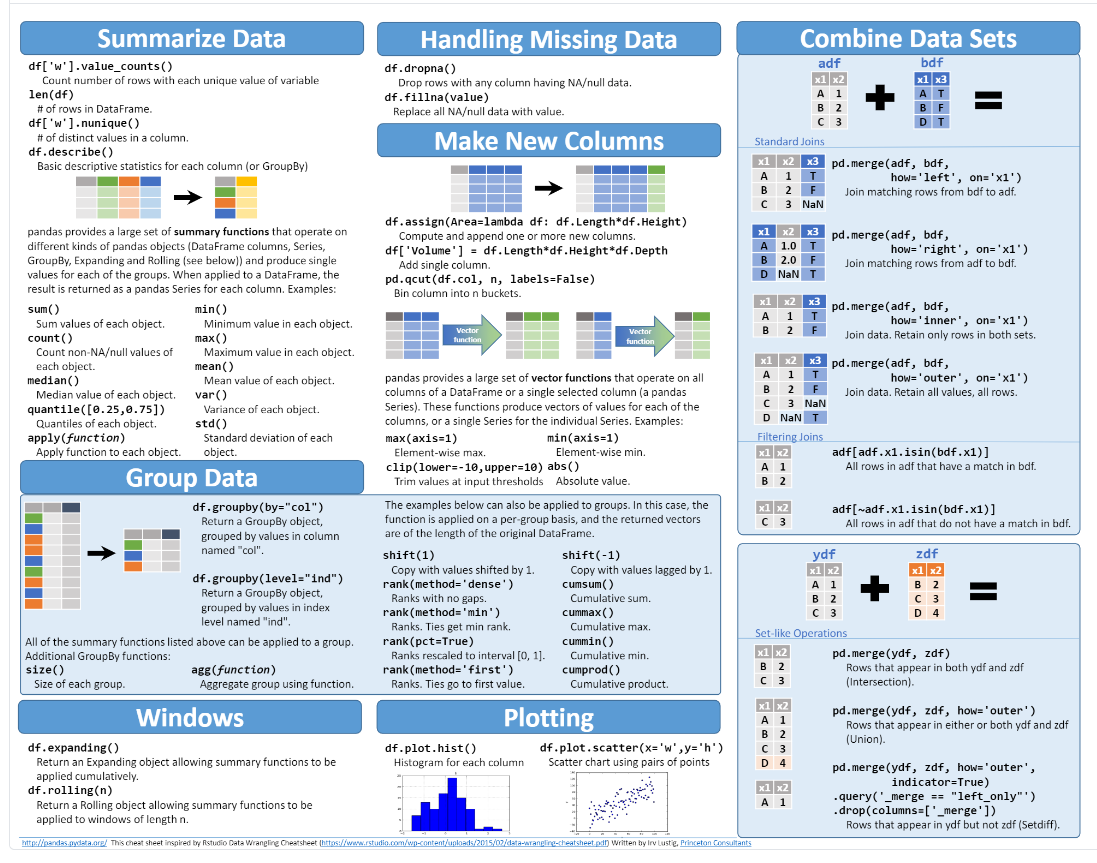 Summarize Data
df['w'].value_counts()
Count number of rows with each unique value of variable
len(df)
# of rows in DataFrame.
df['w'].nunique()
# of distinct values in a column.
df.describe()
Basic descriptive statistics for each column (or GroupBy)
pandas provides a large set of summary functions that operate on
different kinds of pandas objects (DataFrame columns, Series,
GroupBy, Expanding and Rolling (see below)) and produce single
values for each of the groups. When applied to a DataFrame, the
result is returned as a pandas Series for each column. Examples:
sum()
Sum values of each object.
count()
Count non-NA/null values of
each object.
median()
Median value of each object.
quantile([0.25,0.75])
Quantiles of each object.
apply(function)
Apply function to each object.
min()
Minimum value in each object.
max()
Maximum value in each object.
mean()
Mean value of each object.
var()
Variance of each object.
std()
Standard deviation of each
object.
Handling Missing Data
df.dropna()
Drop rows with any column having NA/null data.
df.fillna(value)
Replace all NA/null data with value.
Make New Columns
df.assign(Area=lambda df: df.Length*df.Height)
Compute and append one or more new columns.
df['Volume'] = df.Length*df.Height*df.Depth
Add single column.
pd.qcut(df.col, n, labels=False)
Bin column into n buckets.
Vector
function
Vector
function
pandas provides a large set of vector functions that operate on all
columns of a DataFrame or a single selected column (a pandas
Series). These functions produce vectors of values for each of the
columns, or a single Series for the individual Series. Examples:
max(axis=1)
Element-wise max.
clip(lower=-10,upper=10)
Trim values at input thresholds
min(axis=1)
Element-wise min.
abs()
Absolute value.
Group Data
df.groupby(by="col")
Return a GroupBy object,
grouped by values in column
named "col".
df.groupby(level="ind")
Return a GroupBy object,
grouped by values in index
level named "ind".
All of the summary functions listed above can be applied to a group.
Additional GroupBy functions:
size()
Size of each group.
agg(function)
Aggregate group using function.
The examples below can also be applied to groups. In this case, the
function is applied on a per-group basis, and the returned vectors
are of the length of the original DataFrame.
shift(1)
Copy with values shifted by 1.
rank(method='dense')
Ranks with no gaps.
rank(method='min')
Ranks. Ties get min rank.
rank(pct=True)
Ranks rescaled to interval [0, 1].
rank(method='first')
Ranks. Ties go to first value.
shift(-1)
Copy with values lagged by 1.
cumsum()
Cumulative sum.
cummax()
Cumulative max.
cummin()
Cumulative min.
cumprod()
Cumulative product.
Windows
df.expanding()
Return an Expanding object allowing summary functions to be
applied cumulatively.
df.rolling(n)
Return a Rolling object allowing summary functions to be
applied to windows of length n.
Plotting
df.plot.hist()
Histogram for each column
df.plot.scatter(x='w',y='h')
Scatter chart using pairs of points
Combine Data Sets
adf
x1 x2
A 1
B 2
C 3
bdf
x1 x3
A T
B F
D T
Standard Joins
x1 x2 x3
A 1 T
B 2 F
C 3 NaN
pd.merge(adf, bdf,
how='left', on='x1')
Join matching rows from bdf to adf.
x1 x2 x3
A 1.0 T
B 2.0 F
D NaN T
pd.merge(adf, bdf,
how='right', on='x1')
Join matching rows from adf to bdf.
x1 x2 x3
A 1 T
B 2 F
pd.merge(adf, bdf,
how='inner', on='x1')
Join data. Retain only rows in both sets.
x1 x2 x3
A 1 T
B 2 F
C 3 NaN
D NaN T
pd.merge(adf, bdf,
how='outer', on='x1')
Join data. Retain all values, all rows.
Filtering Joins
x1 x2
A 1
B 2
adf[adf.x1.isin(bdf.x1)]
All rows in adf that have a match in bdf.
x1 x2
C 3
adf[~adf.x1.isin(bdf.x1)]
All rows in adf that do not have a match in bdf.
ydf
x1 x2
A 1
B 2
C 3
zdf
x1 x2
B 2
C 3
D 4
Set-like Operations
x1 x2
B 2
C 3
pd.merge(ydf, zdf)
Rows that appear in both ydf and zdf
(Intersection).
x1 x2
A 1
B 2
C 3
D 4
pd.merge(ydf, zdf, how='outer')
Rows that appear in either or both ydf and zdf
(Union).
x1 x2
A 1
pd.merge(ydf, zdf, how='outer',
indicator=True)
.query('_merge == "left_only"')
.drop(columns=['_merge'])
Rows that appear in ydf but not zdf (Setdiff).
http://pandas.pydata.org/ This cheat sheet inspired by Rstudio Data Wrangling Cheatsheet (https://www.rstudio.com/wp-content/uploads/2015/02/data-wrangling-cheatsheet.pdf) Written by Irv Lustig, Princeton Consultants